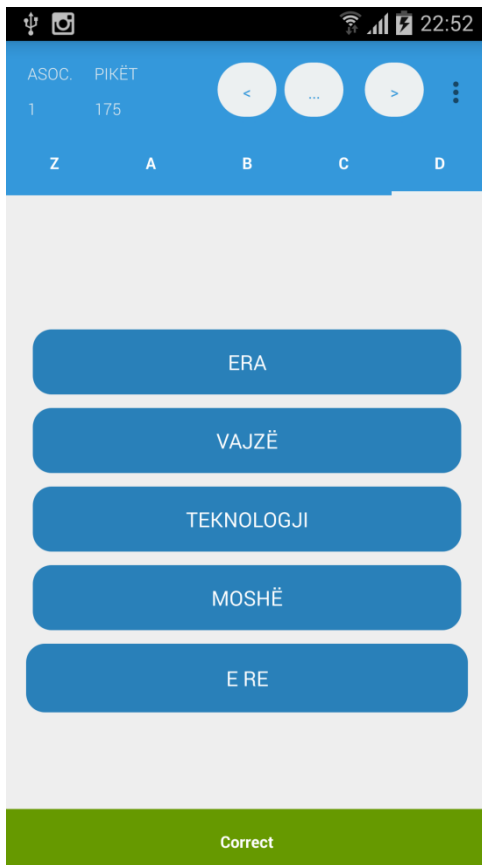 22:52
ASOC. PIKËT
1 175
< ... >
Z A B C D
ERA
VAJZË
TEKNOLOGJI
MOSHË
E RE
Correct